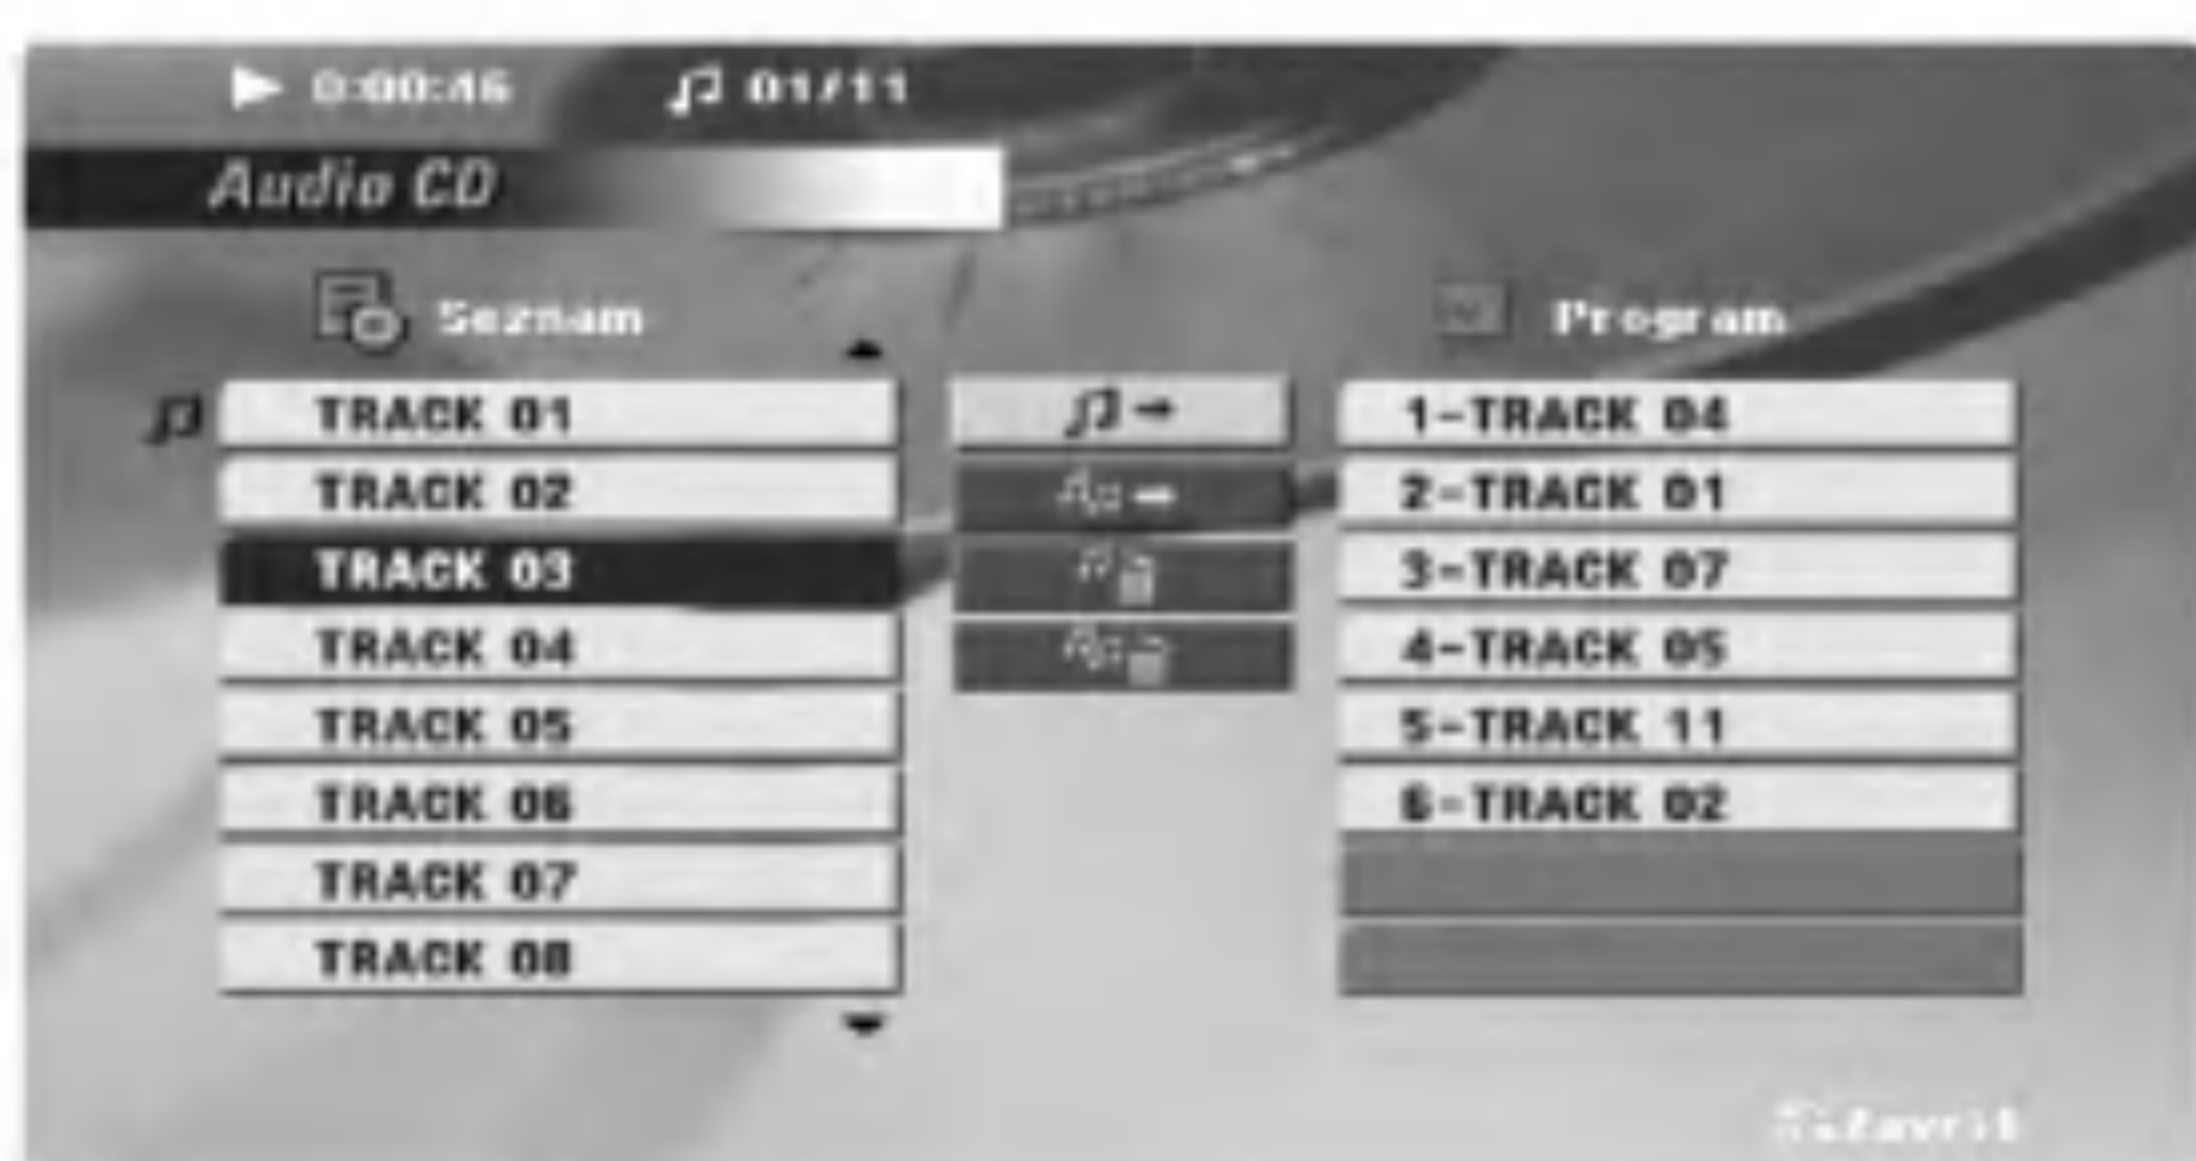 0:00:46 01/11
Audio CD
Seznam
Program
TRACK 01
TRACK 02
TRACK 03
TRACK 04
TRACK 05
TRACK 06
TRACK 07
TRACK 08
1-TRACK 04
2-TRACK 01
3-TRACK 07
4-TRACK 05
5-TRACK 11
6-TRACK 02
Zavrit